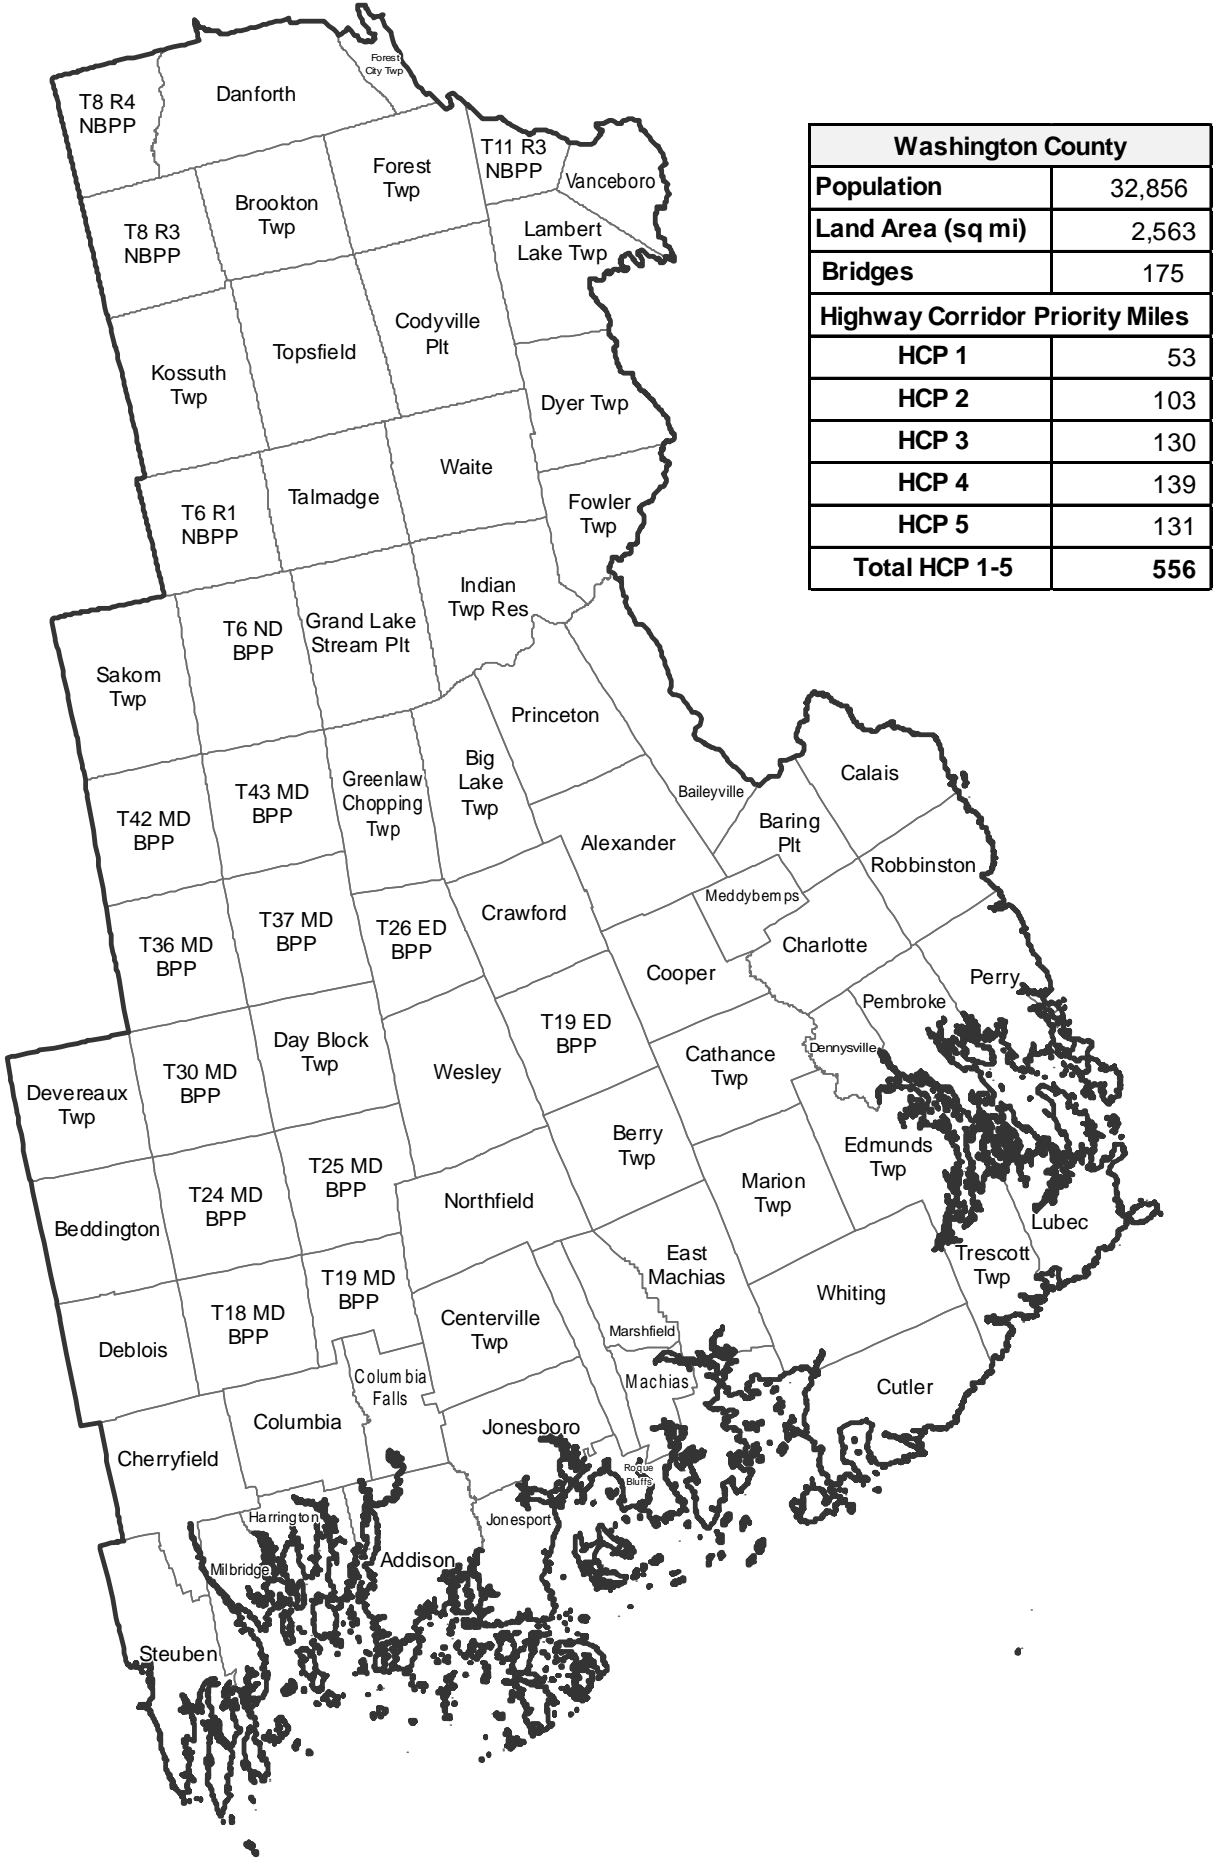 Forest
City Twp
Danforth
T8 R4
NBPP
T11 R3
NBPP
Vanceboro
Forest
Twp
Brookton
Twp
T8 R3
NBPP
Lambert
Lake Twp
Codyville
Plt
Topsfield
Kossuth
Twp
Dyer Twp
Waite
Talmadge
T6 R1
NBPP
Fowler
Twp
Indian
Twp Res
Grand Lake
Stream Plt
T6 ND
BPP
Sakom
Twp
Princeton
Big
Lake
Twp
Greenlaw
Chopping
Twp
T43 MD
BPP
T42 MD
BPP
Baileyville
Calais
Baring
Plt
Alexander
Robbinston
Meddybemps
Crawford
T26 ED
BPP
T37 MD
BPP
T36 MD
BPP
Charlotte
Cooper
Perry
Pembroke
Dennysville
T19 ED
BPP
Cathance
Twp
Wesley
Day Block
Twp
T30 MD
BPP
Devereaux
Twp
Berry
Twp
Edmunds
Twp
Marion
Twp
Northfield
T25 MD
BPP
T24 MD
BPP
Beddington
Lubec
Trescott
Twp
East
Machias
Whiting
T19 MD
BPP
T18 MD
BPP
Centerville
Twp
Marshfield
Deblois
Columbia
Falls
Machias
Cutler
Columbia
Jonesboro
Cherryfield
Roque
Bluffs
Harrington
Jonesport
Addison
Milbridge
Steuben
Washington County
Population 32,856
Land Area (sq mi) 2,563
Bridges 175
Highway Corridor Priority Miles
HCP 1 53
HCP 2 103
HCP 3 130
HCP 4 139
HCP 5 131
Total HCP 1-5 556